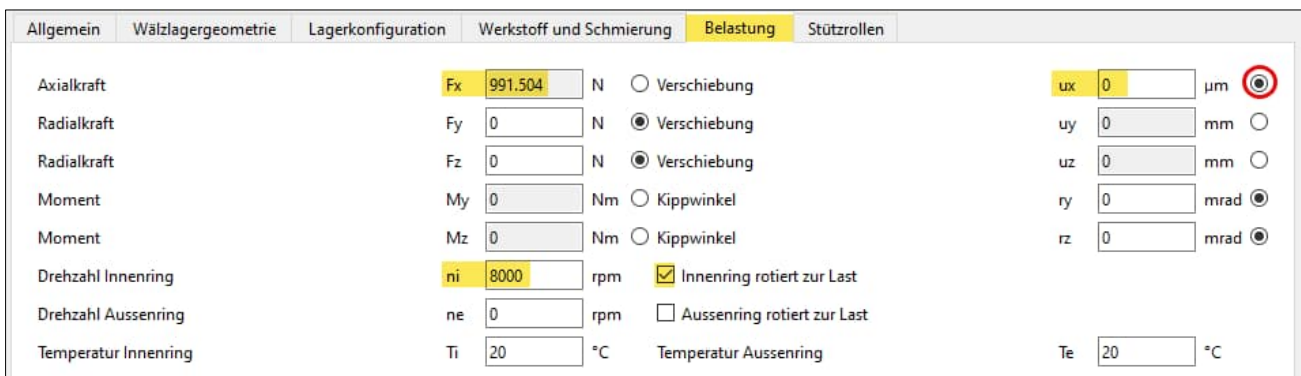 Allgemein Wälzlagergeometrie Lagerkonfiguration Werkstoff und Schmierung Belastung Stützrollen
Axialkraft Fx 991.504 N Verschiebung ux 0 µm
Radialkraft Fy 0 N Verschiebung uy 0 mm
Radialkraft Fz 0 N Verschiebung uz 0 mm
Moment My 0 Nm Kippwinkel ry 0 mrad
Moment Mz 0 Nm Kippwinkel rz 0 mrad
Drehzahl Innenring ni 8000 rpm Innenring rotiert zur Last
Drehzahl Aussenring ne 0 rpm Aussenring rotiert zur Last
Temperatur Innenring Ti 20 °C Temperatur Aussenring Te 20 °C